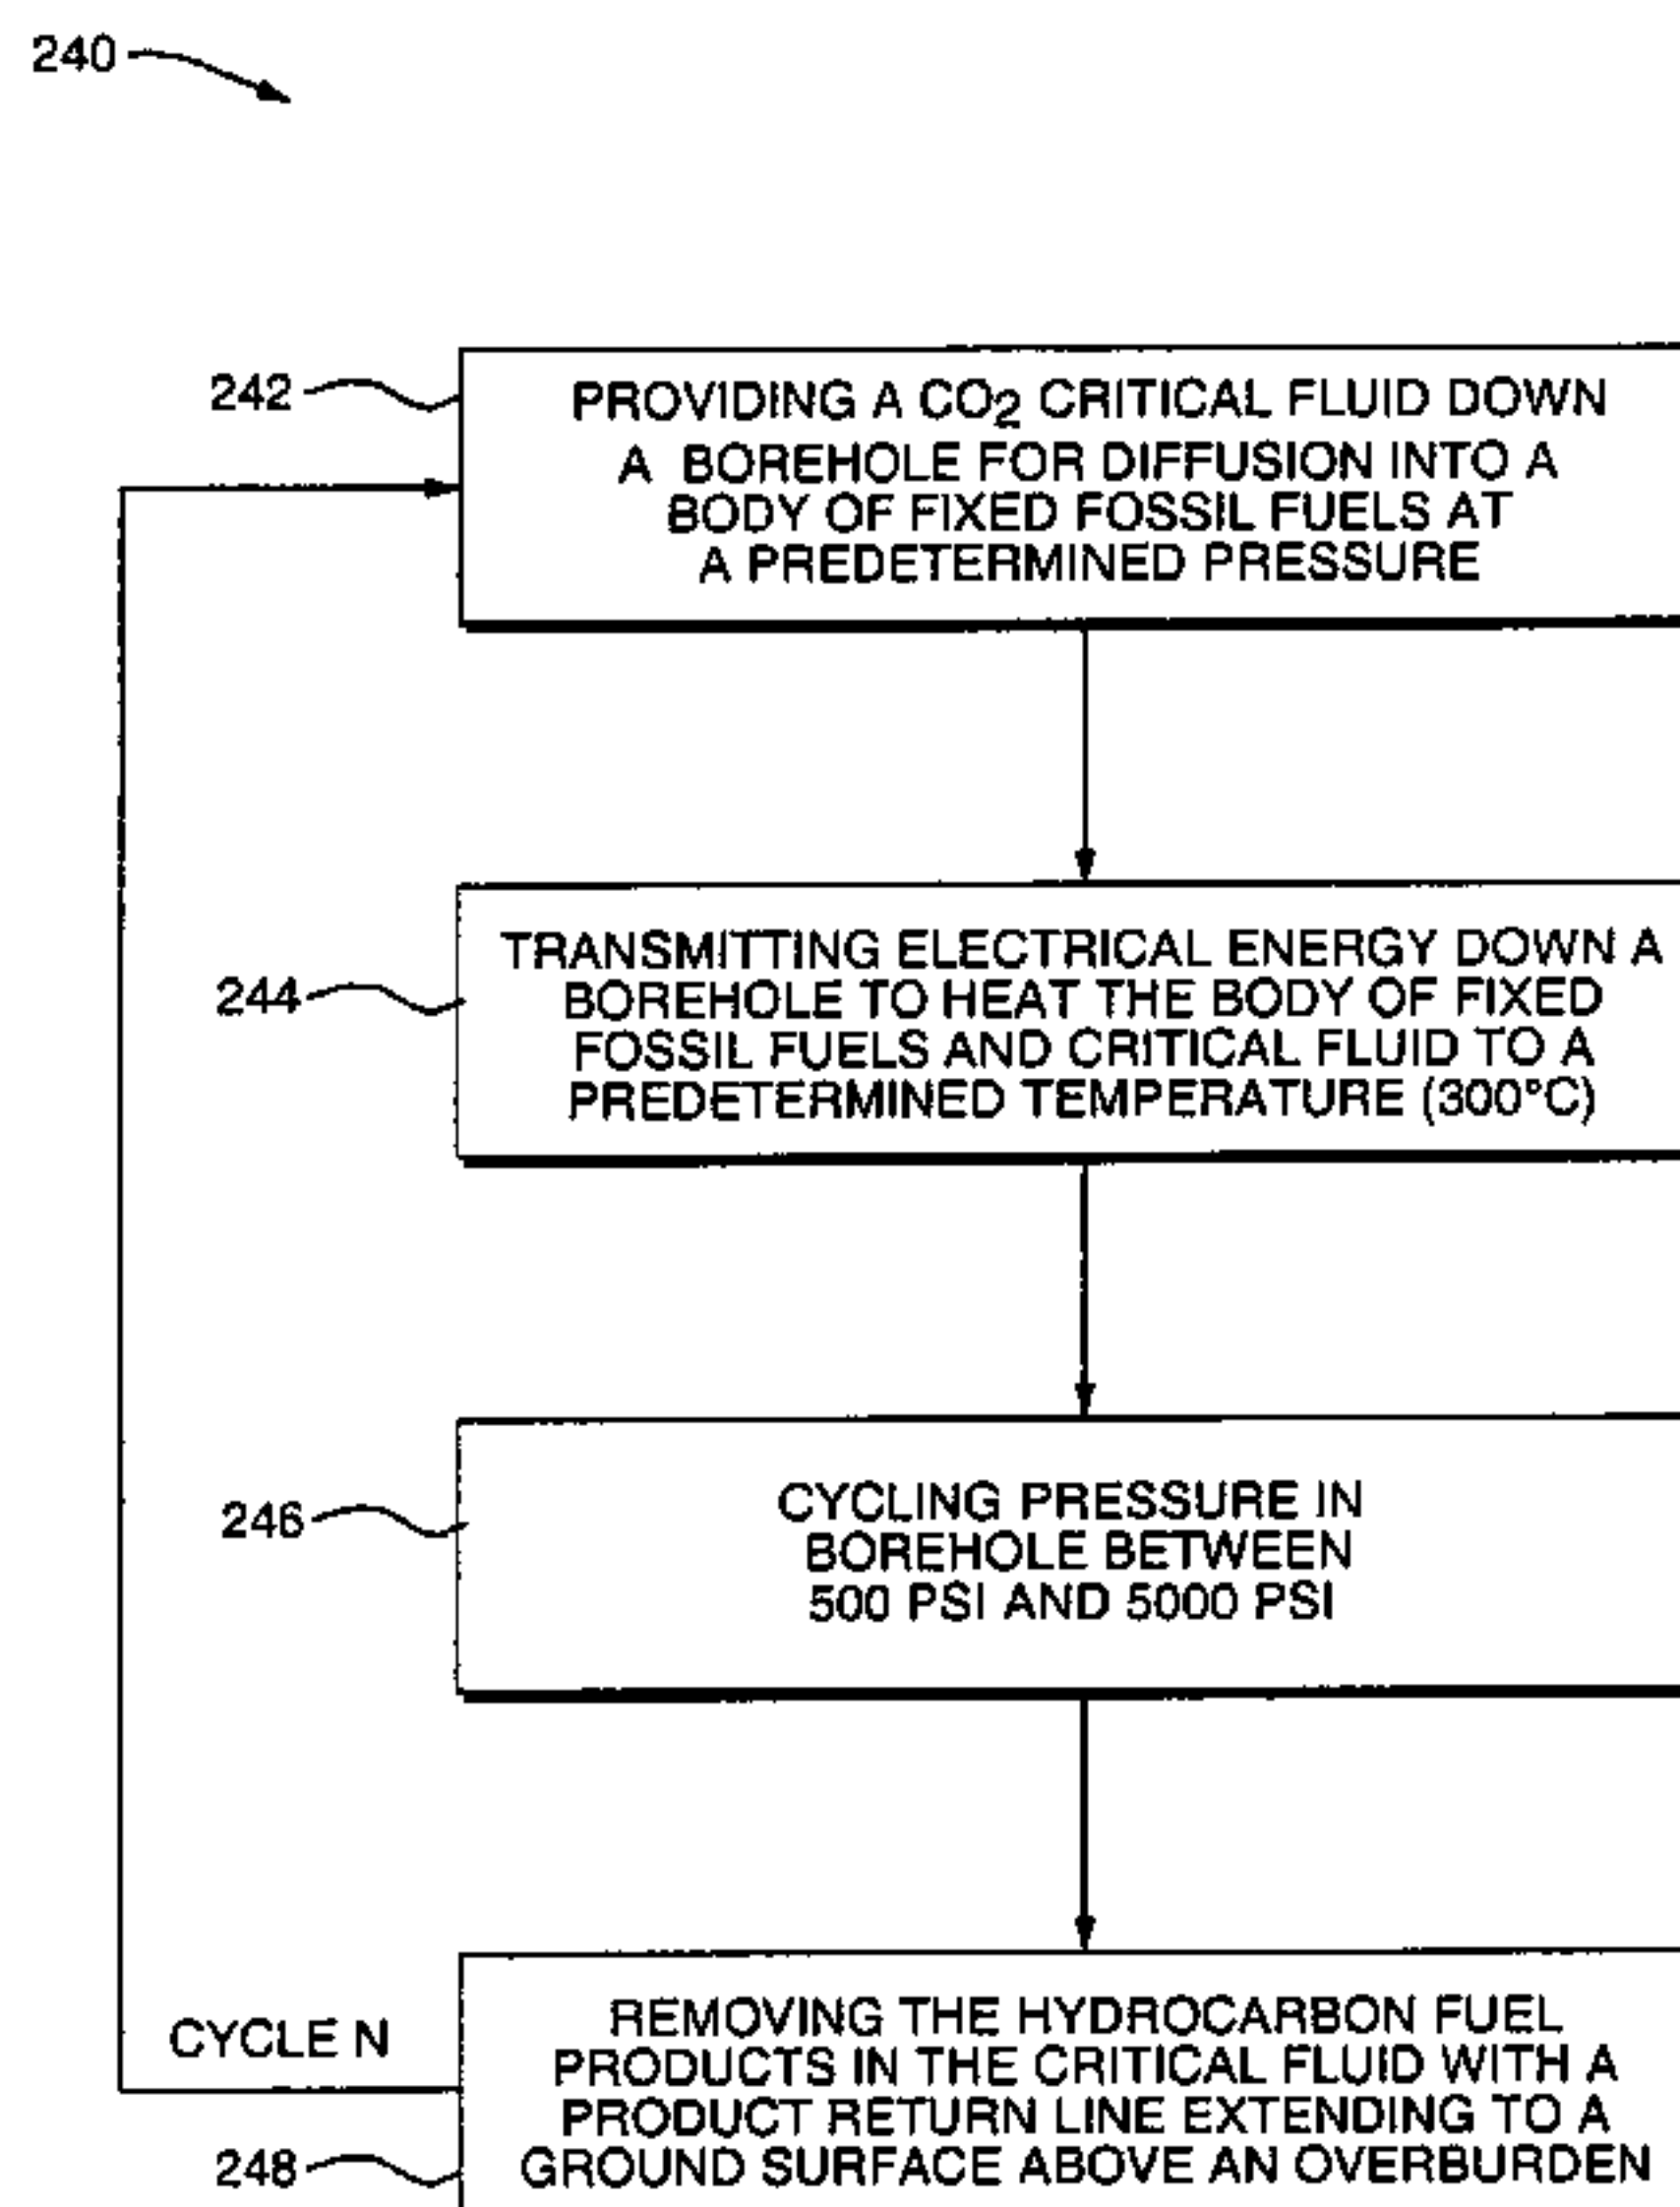 240
242
PROVIDING A CO2 CRITICAL FLUID DOWN
A BOREHOLE FOR DIFFUSION INTO A
BODY OF FIXED FOSSIL FUELS AT
A PREDETERMINED PRESSURE
244
TRANSMITTING ELECTRICAL ENERGY DOWN A
BOREHOLE TO HEAT THE BODY OF FIXED
FOSSIL FUELS AND CRITICAL FLUID TO A
PREDETERMINED TEMPERATURE (300°C)
246
CYCLING PRESSURE IN
BOREHOLE BETWEEN
500 PSI AND 5000 PSI
CYCLE N
248
REMOVING THE HYDROCARBON FUEL
PRODUCTS IN THE CRITICAL FLUID WITH A
PRODUCT RETURN LINE EXTENDING TO A
GROUND SURFACE ABOVE AN OVERBURDEN